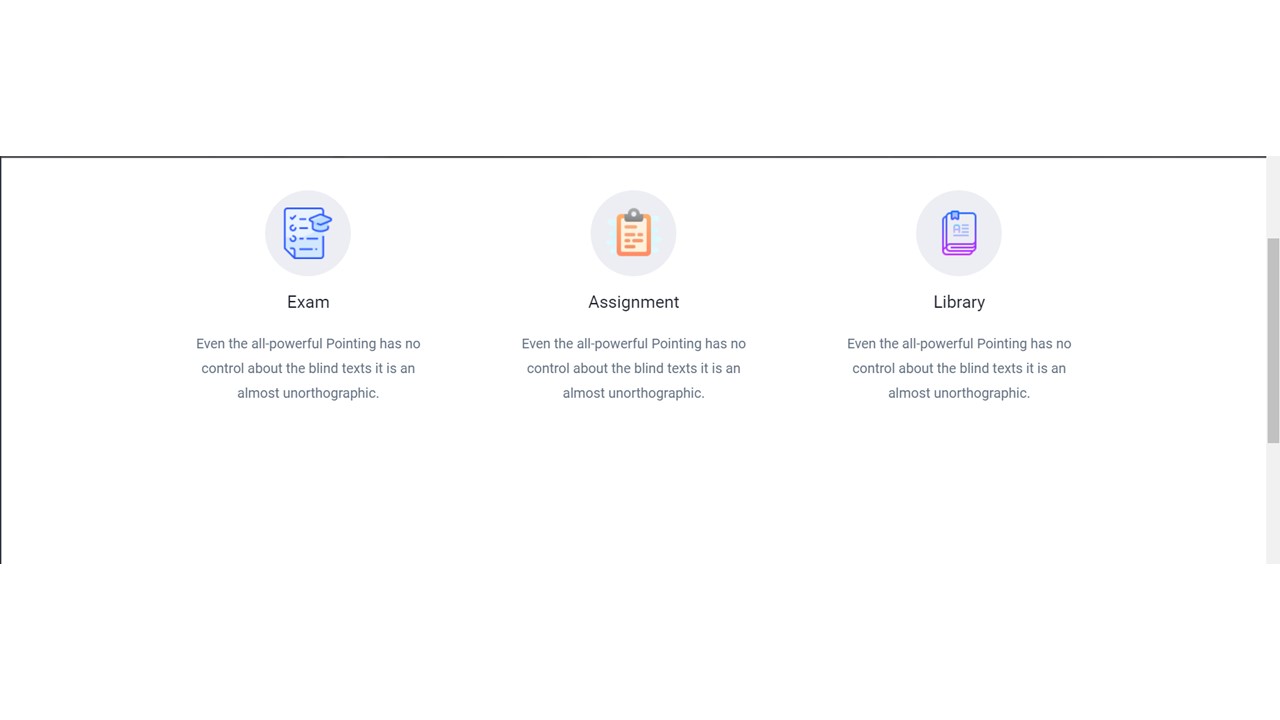 Exam
Even the all-powerful Pointing has no
control about the blind texts it is an
almost unorthographic.
Assignment
Even the all-powerful Pointing has no
control about the blind texts it is an
almost unorthographic.
Library
Even the all-powerful Pointing has no
control about the blind texts it is an
almost unorthographic.